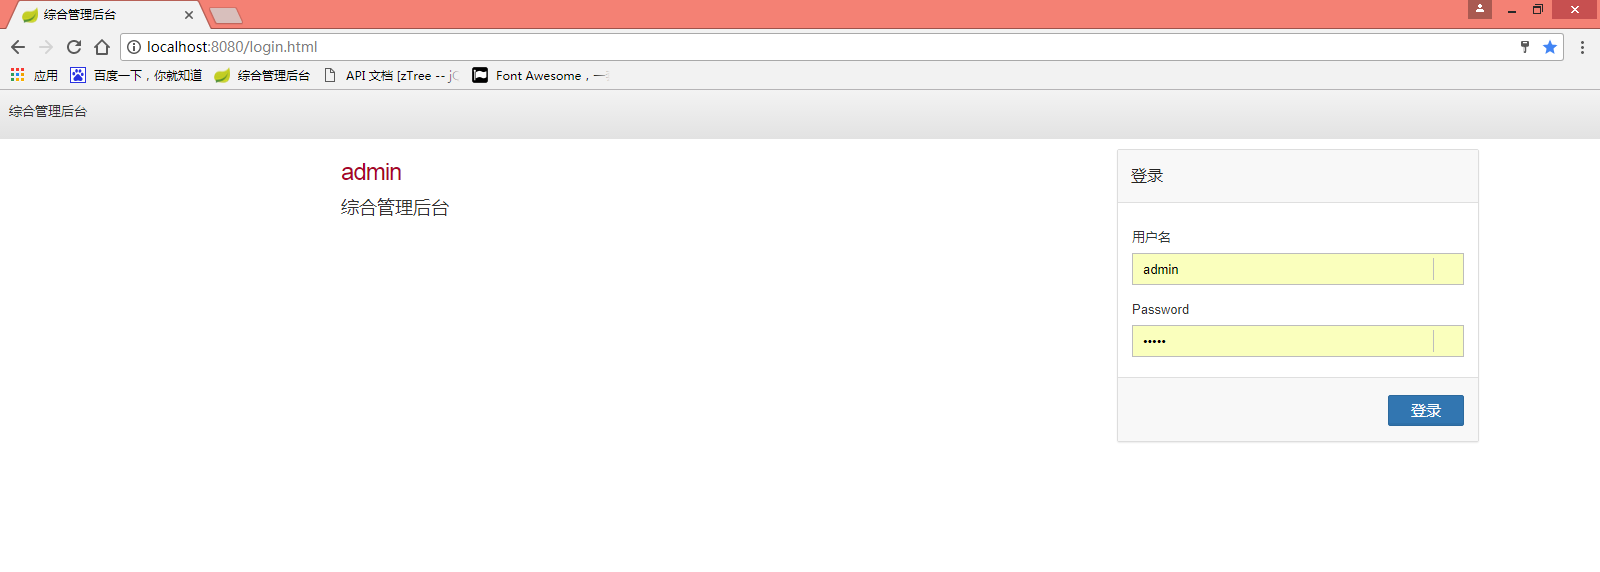 综合管理后台
localhost:8080/login.html
应用 百度一下，你就知道 综合管理后台 API 文档 [zTree -- jQ Font Awesome，一
综合管理后台
admin
综合管理后台
登录
用户名
admin
Password
•••••
登录